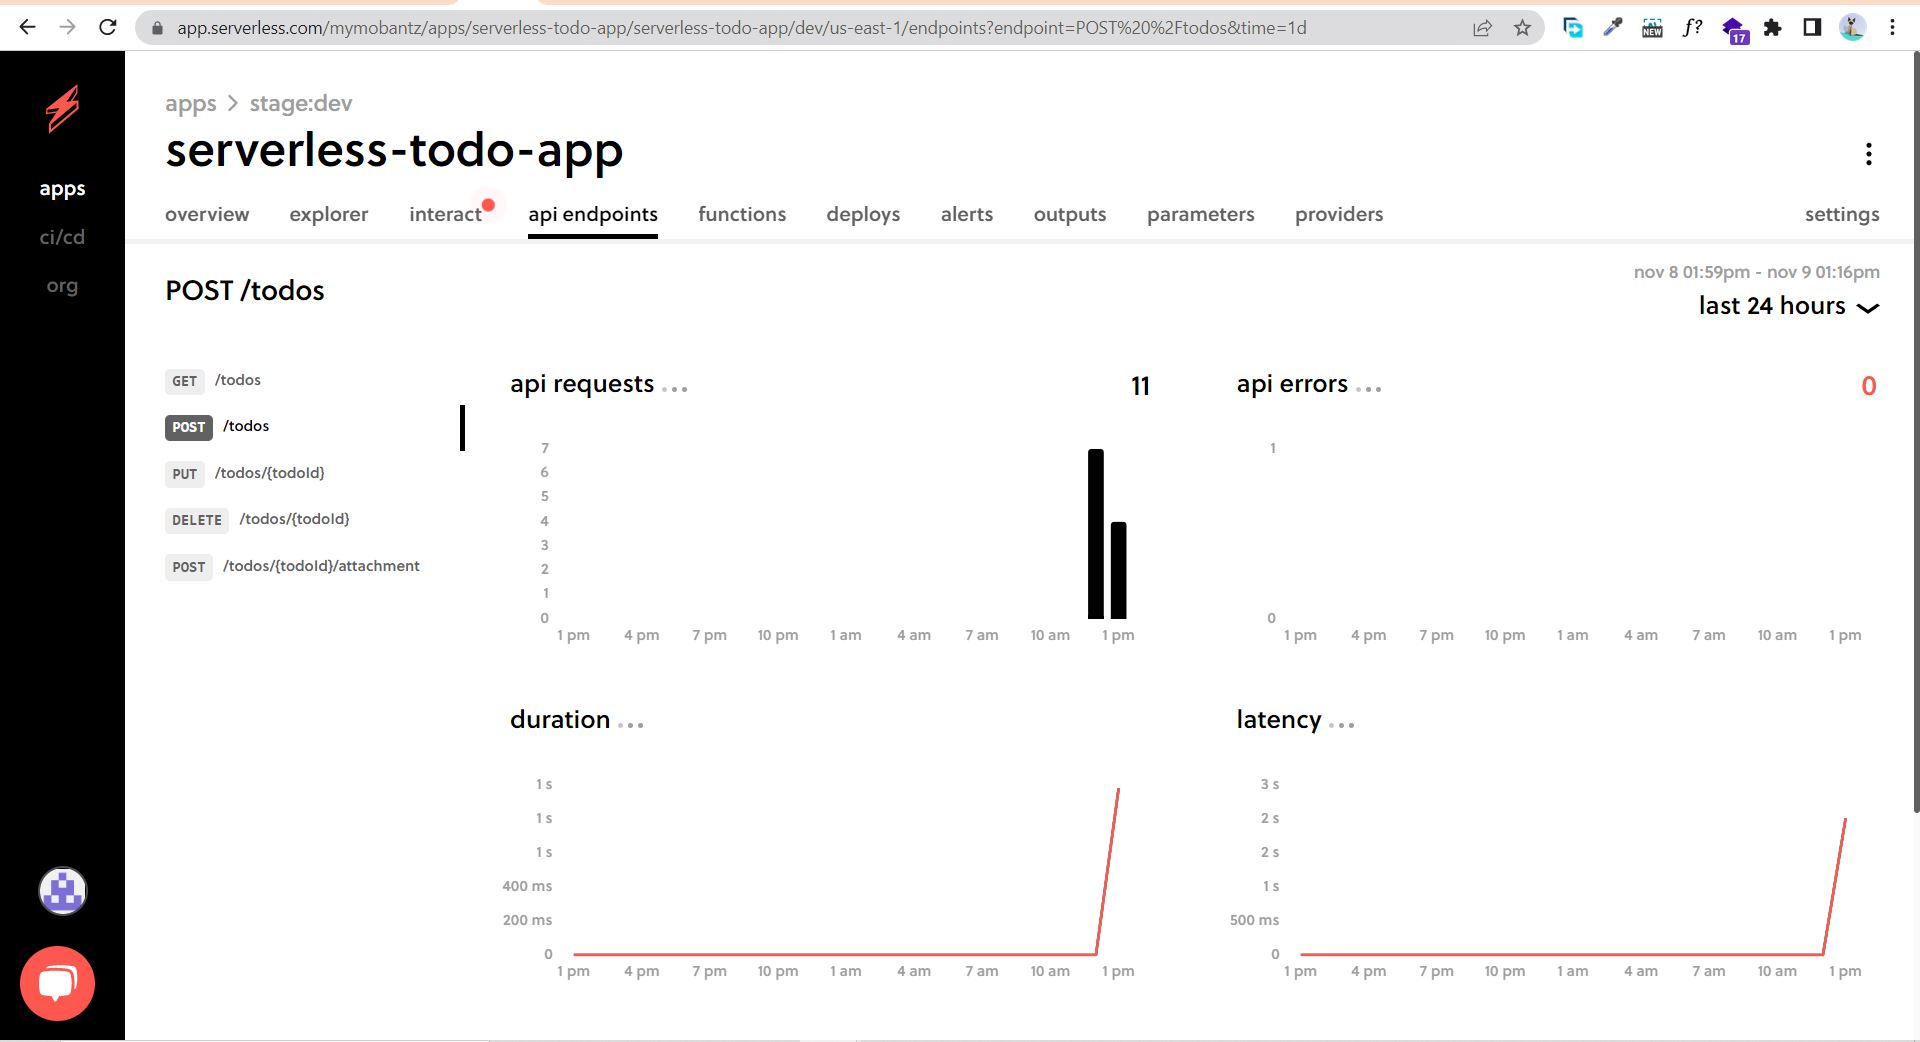 app.serverless.com/mymobantz/apps/serverless-todo-app/serverless-todo-app/dev/us-east-1/endpoints?endpoint=POST%20%2Ftodos&time=1d
NEW
f?
17
apps > stage:dev
serverless-todo-app
apps
ci/cd
org
overview explorer interact api endpoints functions deploys alerts outputs parameters providers settings
POST /todos
nov 8 01:59pm - nov 9 01:16pm
last 24 hours
GET /todos
POST /todos
PUT /todos/{todoId}
DELETE /todos/{todoId}
POST /todos/{todoId}/attachment
api requests ... 11
7
6
5
4
3
2
1
0
1 pm 4 pm 7 pm 10 pm 1 am 4 am 7 am 10 am 1 pm
api errors ... 0
1
0
1 pm 4 pm 7 pm 10 pm 1 am 4 am 7 am 10 am 1 pm
duration ...
1 s
1 s
1 s
400 ms
200 ms
0
1 pm 4 pm 7 pm 10 pm 1 am 4 am 7 am 10 am 1 pm
latency ...
3 s
2 s
2 s
1 s
500 ms
0
1 pm 4 pm 7 pm 10 pm 1 am 4 am 7 am 10 am 1 pm